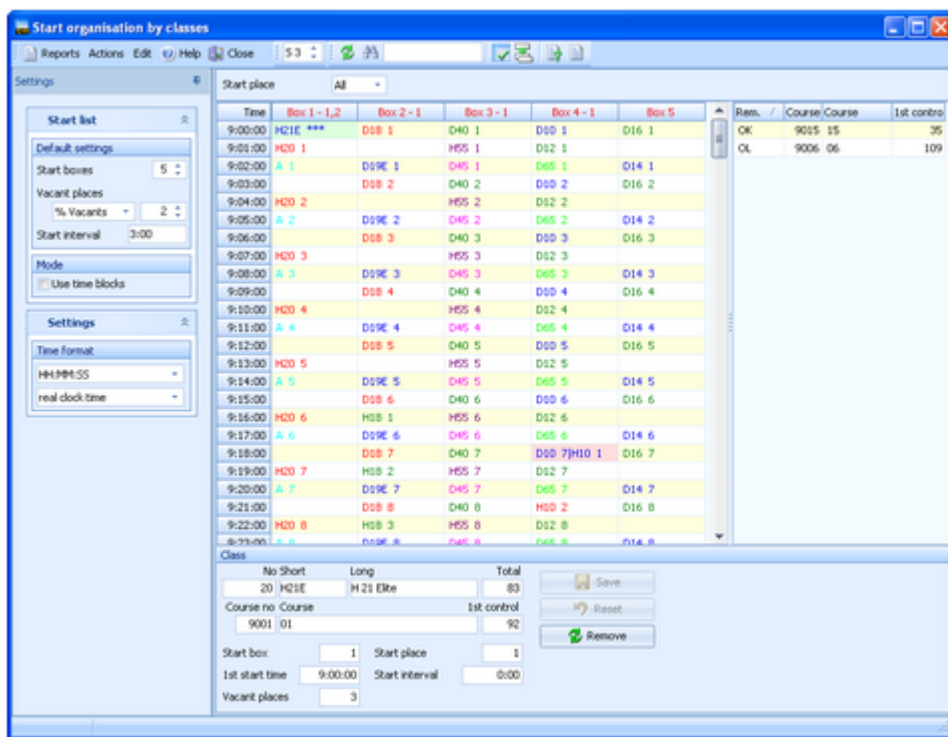 Start organisation by classes
Reports Actions Edit Help Close 53
Settings
Start place All
Start list
Default settings
Start boxes 5
Vacant places
% Vacants 2
Start interval 3:00
Mode
Use time blocks
Settings
Time format
HH:MM:SS
real clock time
Time Box 1 - 1,2 Box 2 - 1 Box 3 - 1 Box 4 - 1 Box 5
9:00:00 H21E *** D18 1 D40 1 D10 1 D16 1
9:01:00 H20 1 H55 1 D12 1
9:02:00 A 1 D19E 1 D45 1 D65 1 D14 1
9:03:00 D18 2 D40 2 D10 2 D16 2
9:04:00 H20 2 H55 2 D12 2
9:05:00 A 2 D19E 2 D45 2 D65 2 D14 2
9:06:00 D18 3 D40 3 D10 3 D16 3
9:07:00 H20 3 H55 3 D12 3
9:08:00 A 3 D19E 3 D45 3 D65 3 D14 3
9:09:00 D18 4 D40 4 D10 4 D16 4
9:10:00 H20 4 H55 4 D12 4
9:11:00 A 4 D19E 4 D45 4 D65 4 D14 4
9:12:00 D18 5 D40 5 D10 5 D16 5
9:13:00 H20 5 H55 5 D12 5
9:14:00 A 5 D19E 5 D45 5 D65 5 D14 5
9:15:00 D18 6 D40 6 D10 6 D16 6
9:16:00 H20 6 H18 1 H55 6 D12 6
9:17:00 A 6 D19E 6 D45 6 D65 6 D14 6
9:18:00 D18 7 D40 7 D10 7|H10 1 D16 7
9:19:00 H20 7 H18 2 H55 7 D12 7
9:20:00 A 7 D19E 7 D45 7 D65 7 D14 7
9:21:00 D18 8 D40 8 H10 2 D16 8
9:22:00 H20 8 H18 3 H55 8 D12 8
9:23:00 A 8 D19E 8 D45 8 D65 8 D14 8
Rem. / Course Course 1st contro
OK 9015 15 35
OL 9006 06 109
Class
No Short Long Total
20 H21E H 21 Elite 83
Course no Course 1st control
9001 01 92
Start box 1 Start place 1
1st start time 9:00:00 Start interval 0:00
Vacant places 3
Save
Reset
Remove